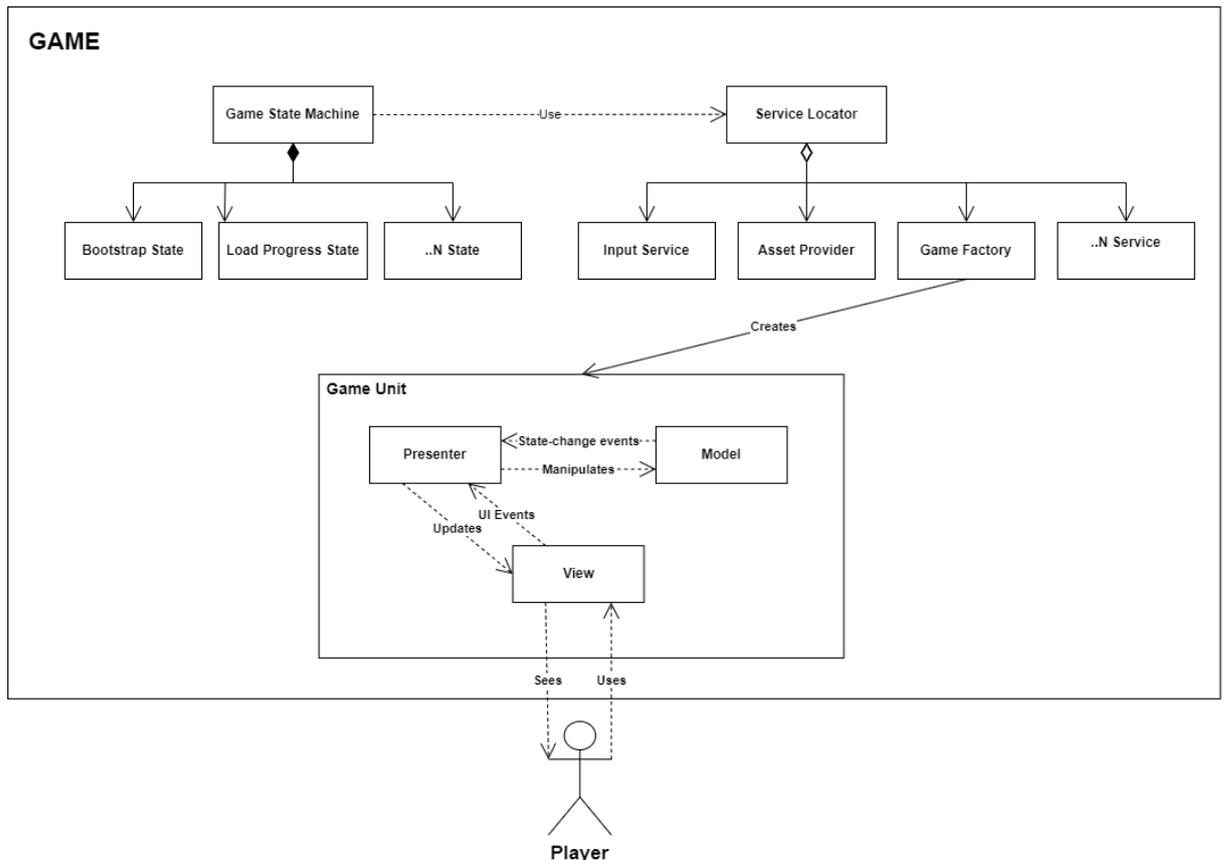 GAME
Game State Machine
Use
Service Locator
Bootstrap State
Load Progress State
..N State
Input Service
Asset Provider
Game Factory
..N Service
Creates
Game Unit
Presenter
State-change events
Model
Manipulates
UI Events
Updates
View
Sees
Uses
Player